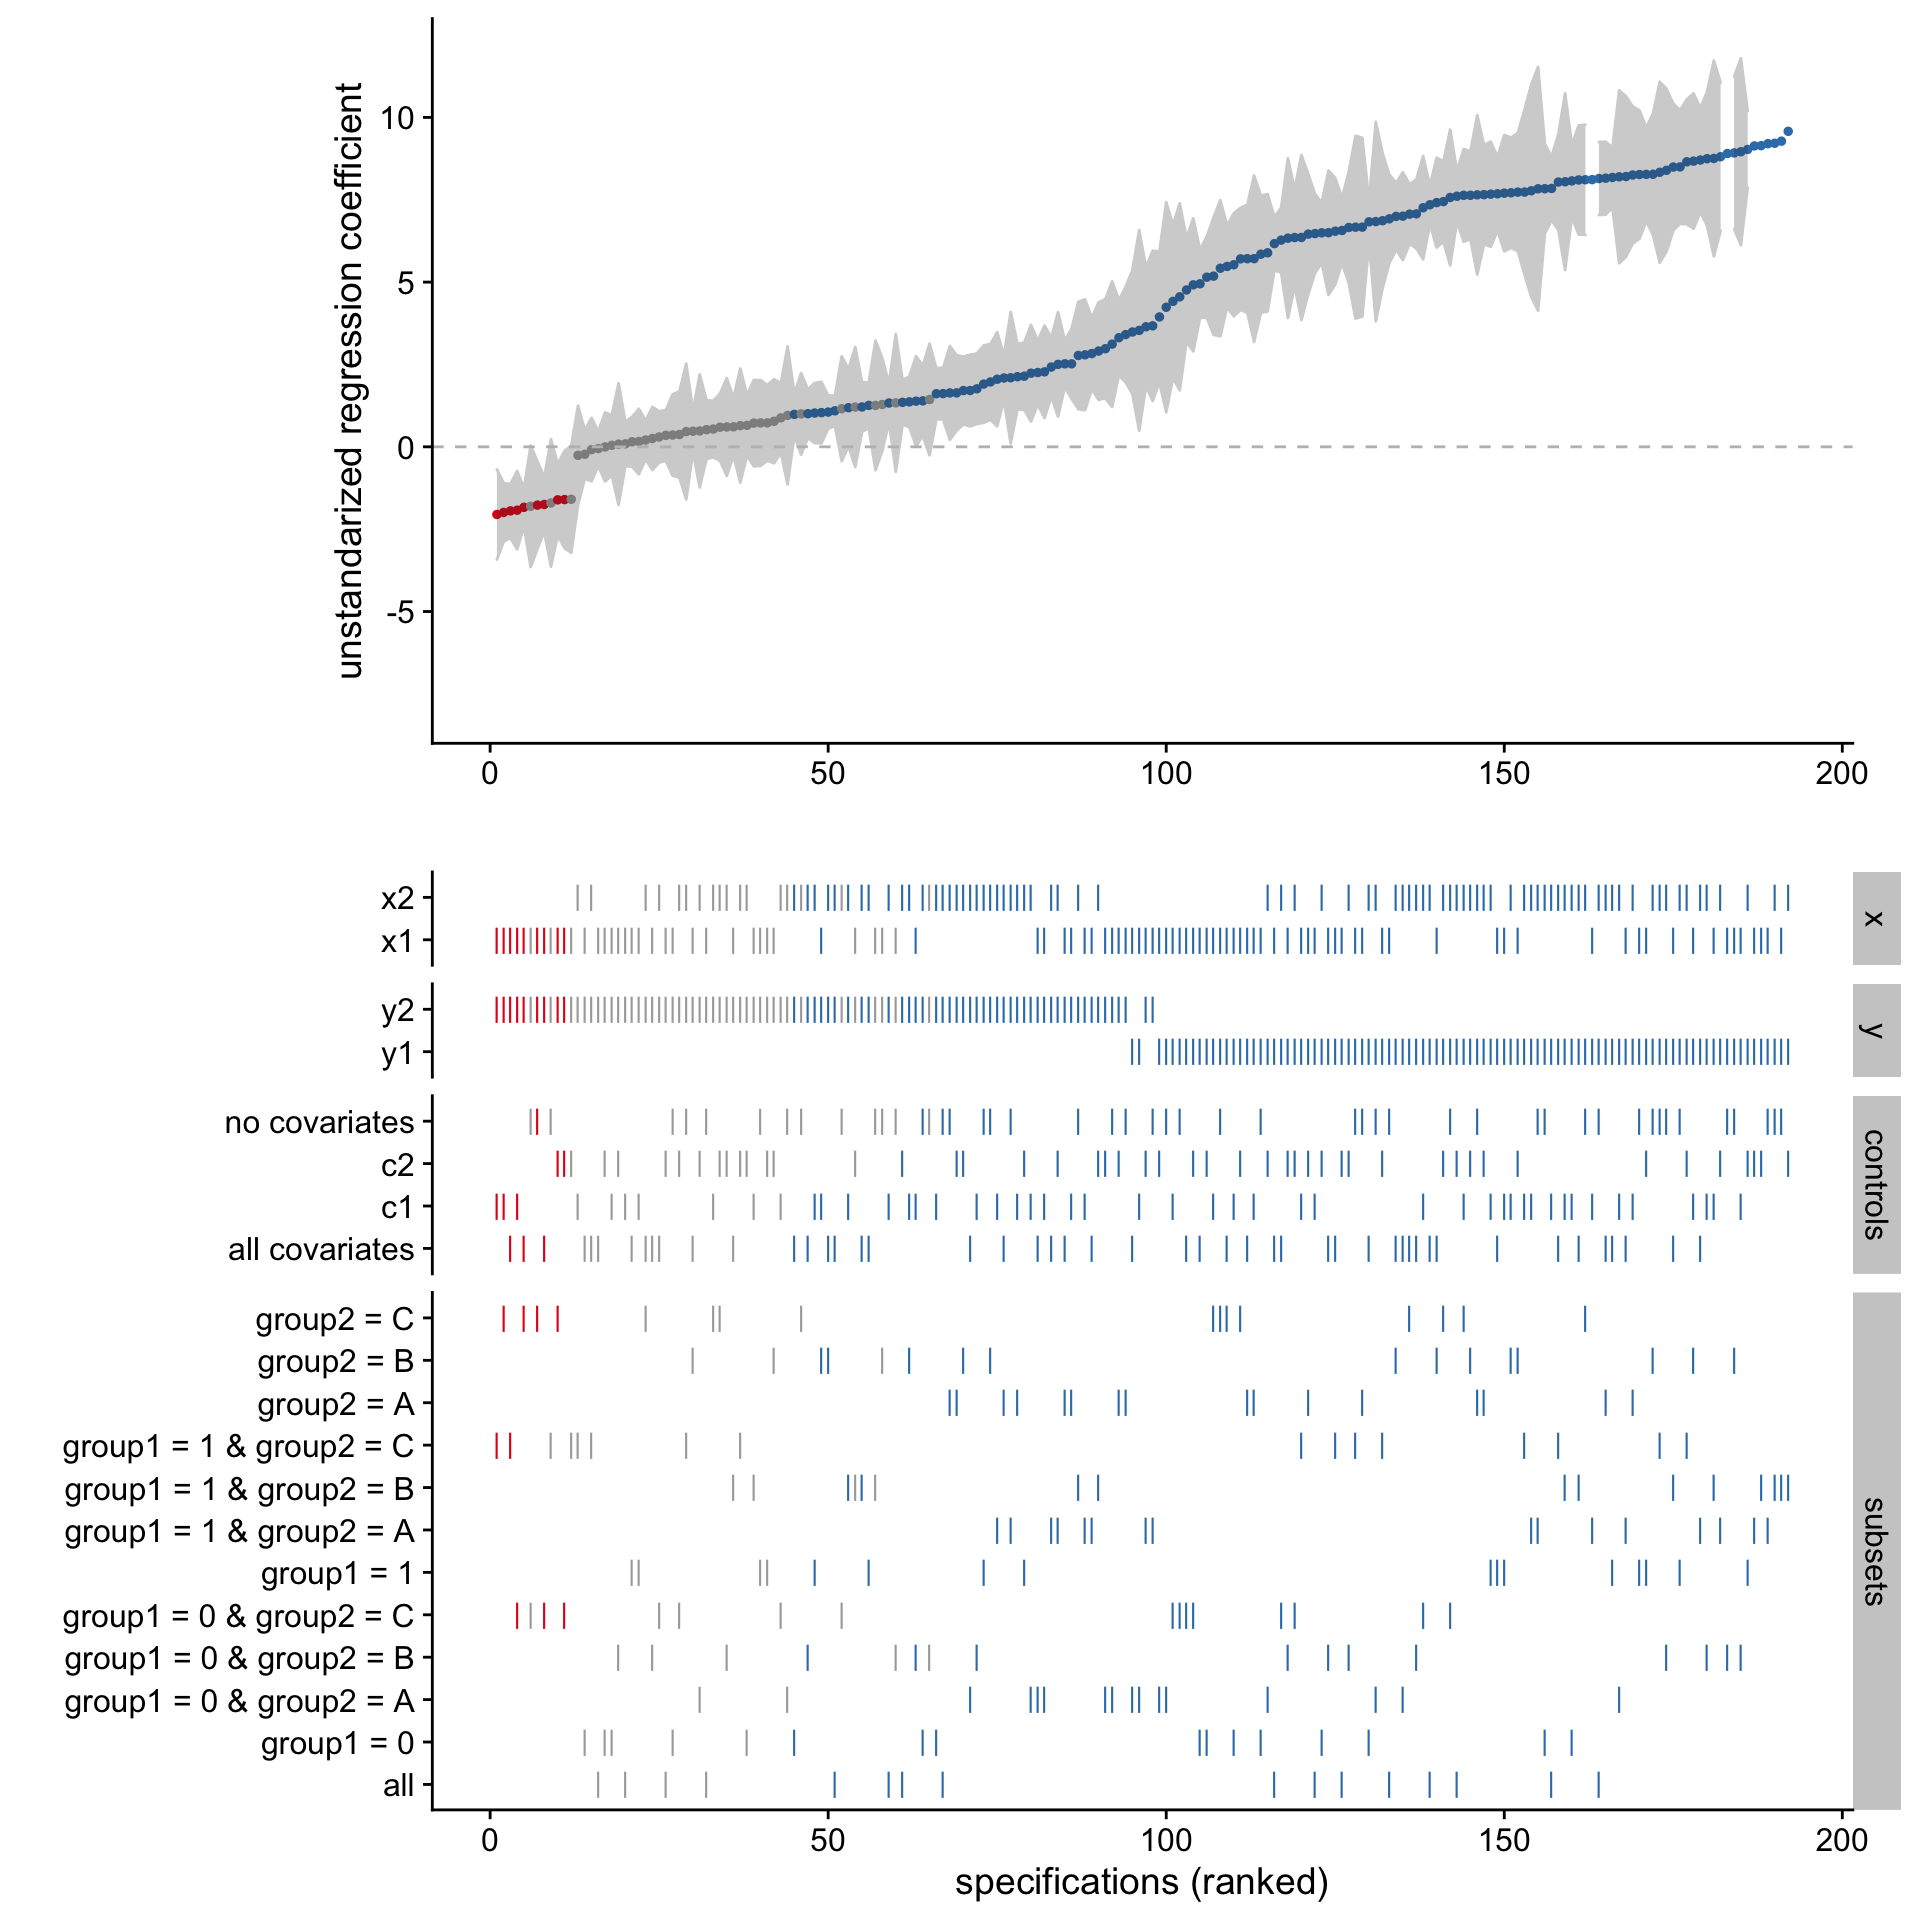 unstandarized regression coefficient
10
5
0
-5
0 50 100 150 200
x2
x1
x
y2
y1
y
no covariates
c2
c1
all covariates
controls
group2 = C
group2 = B
group2 = A
group1 = 1 & group2 = C
group1 = 1 & group2 = B
group1 = 1 & group2 = A
group1 = 1
group1 = 0 & group2 = C
group1 = 0 & group2 = B
group1 = 0 & group2 = A
group1 = 0
all
subsets
0 50 100 150 200
specifications (ranked)